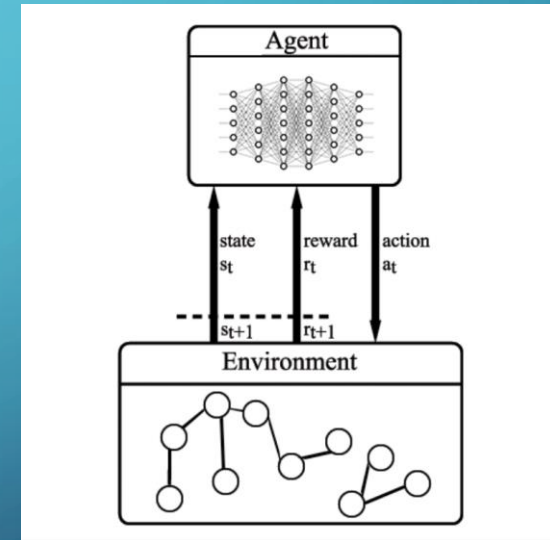 Agent
state
st
reward
rt
action
at
st+1
rt+1
Environment